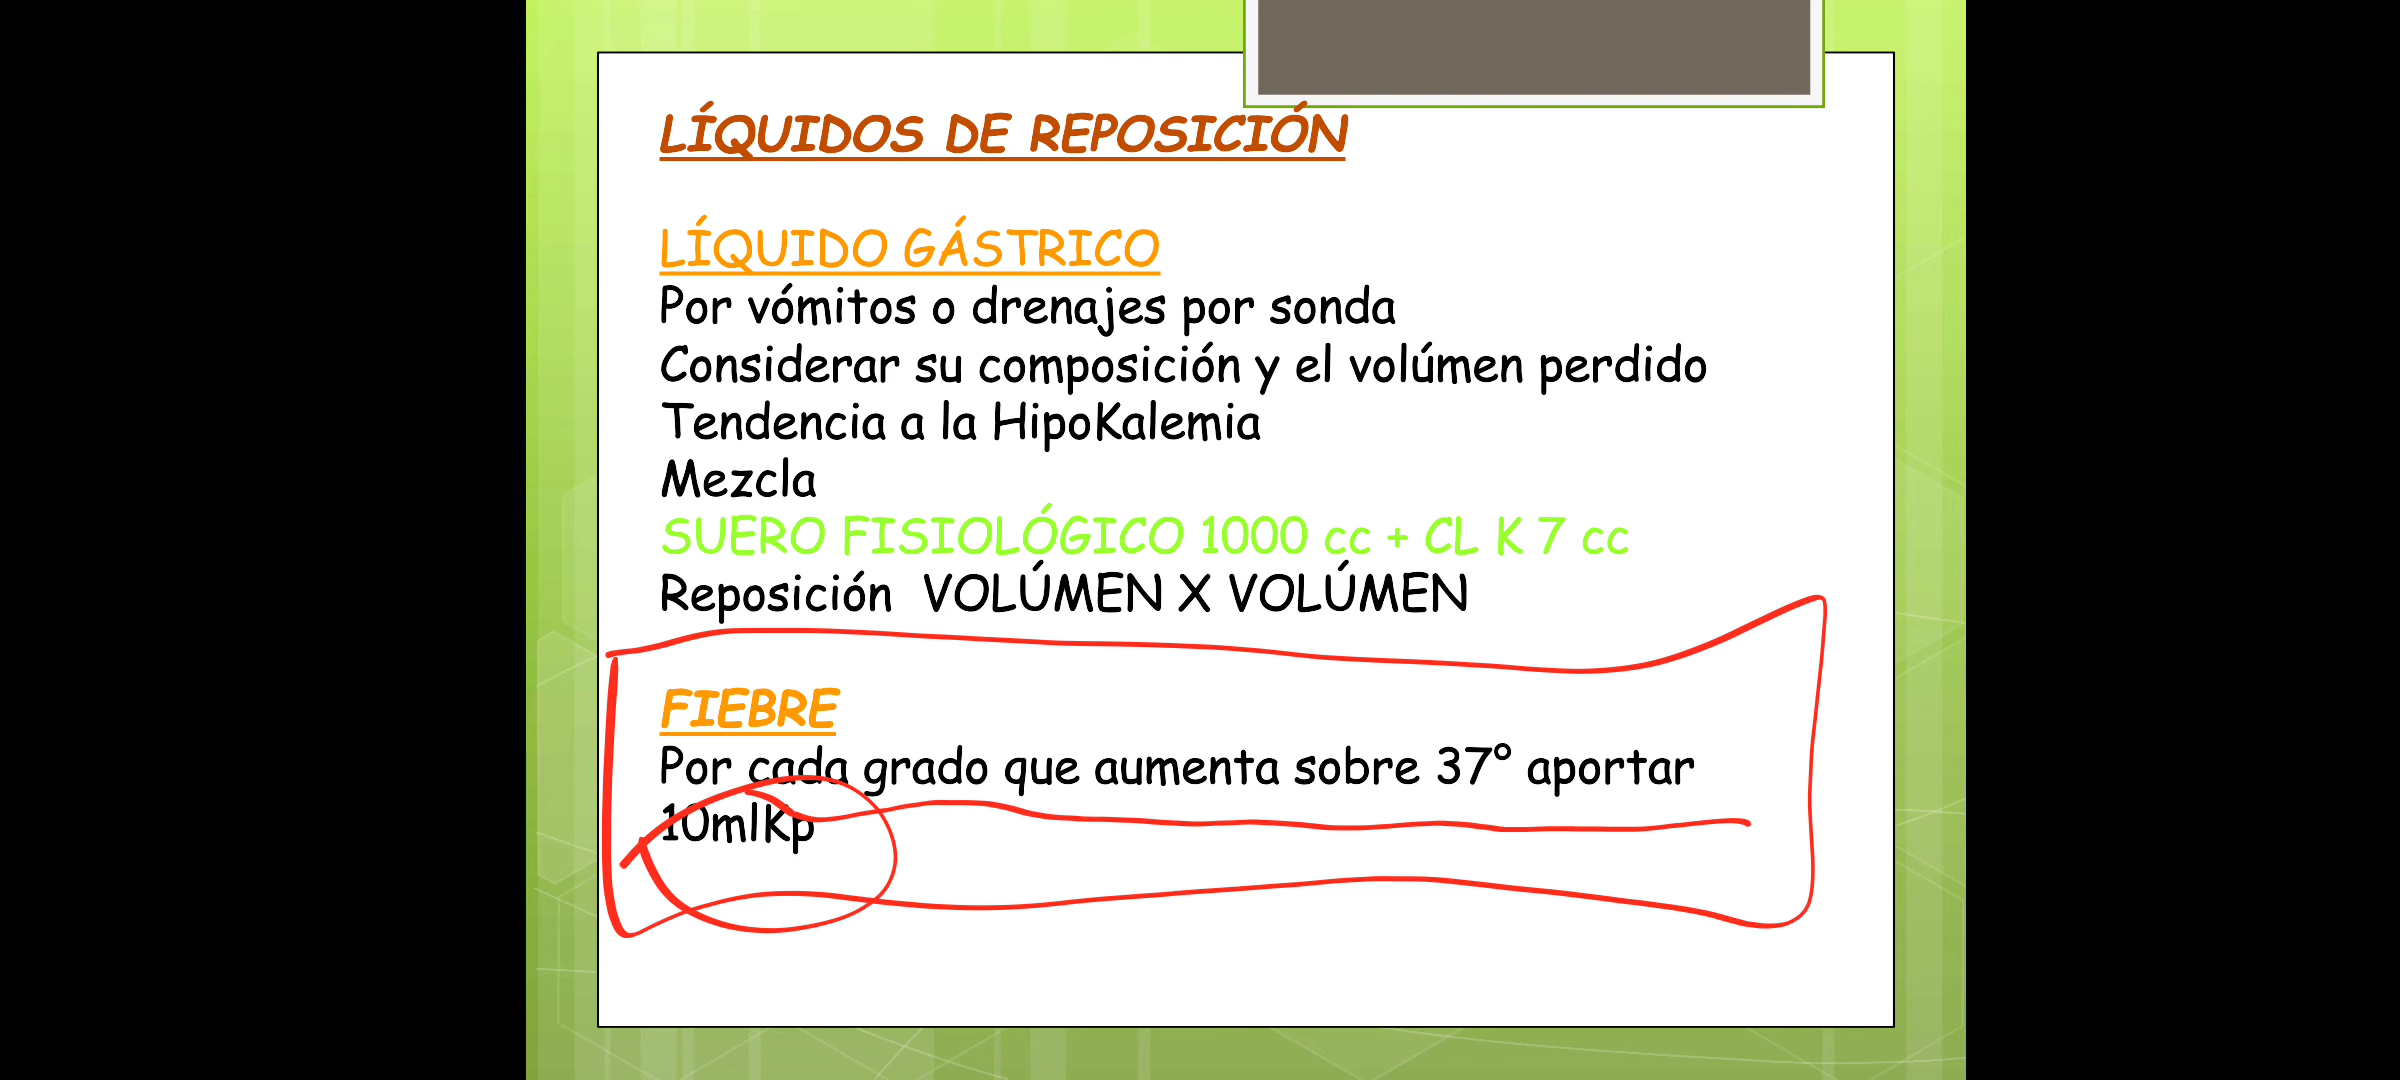 LÍQUIDOS DE REPOSICIÓN
LÍQUIDO GÁSTRICO
Por vómitos o drenajes por sonda
Considerar su composición y el volúmen perdido
Tendencia a la HipoKalemia
Mezcla
SUERO FISIOLÓGICO 1000 cc + CL K 7 cc
Reposición VOLÚMEN X VOLÚMEN
FIEBRE
Por cada grado que aumenta sobre 37° aportar
10mlKp